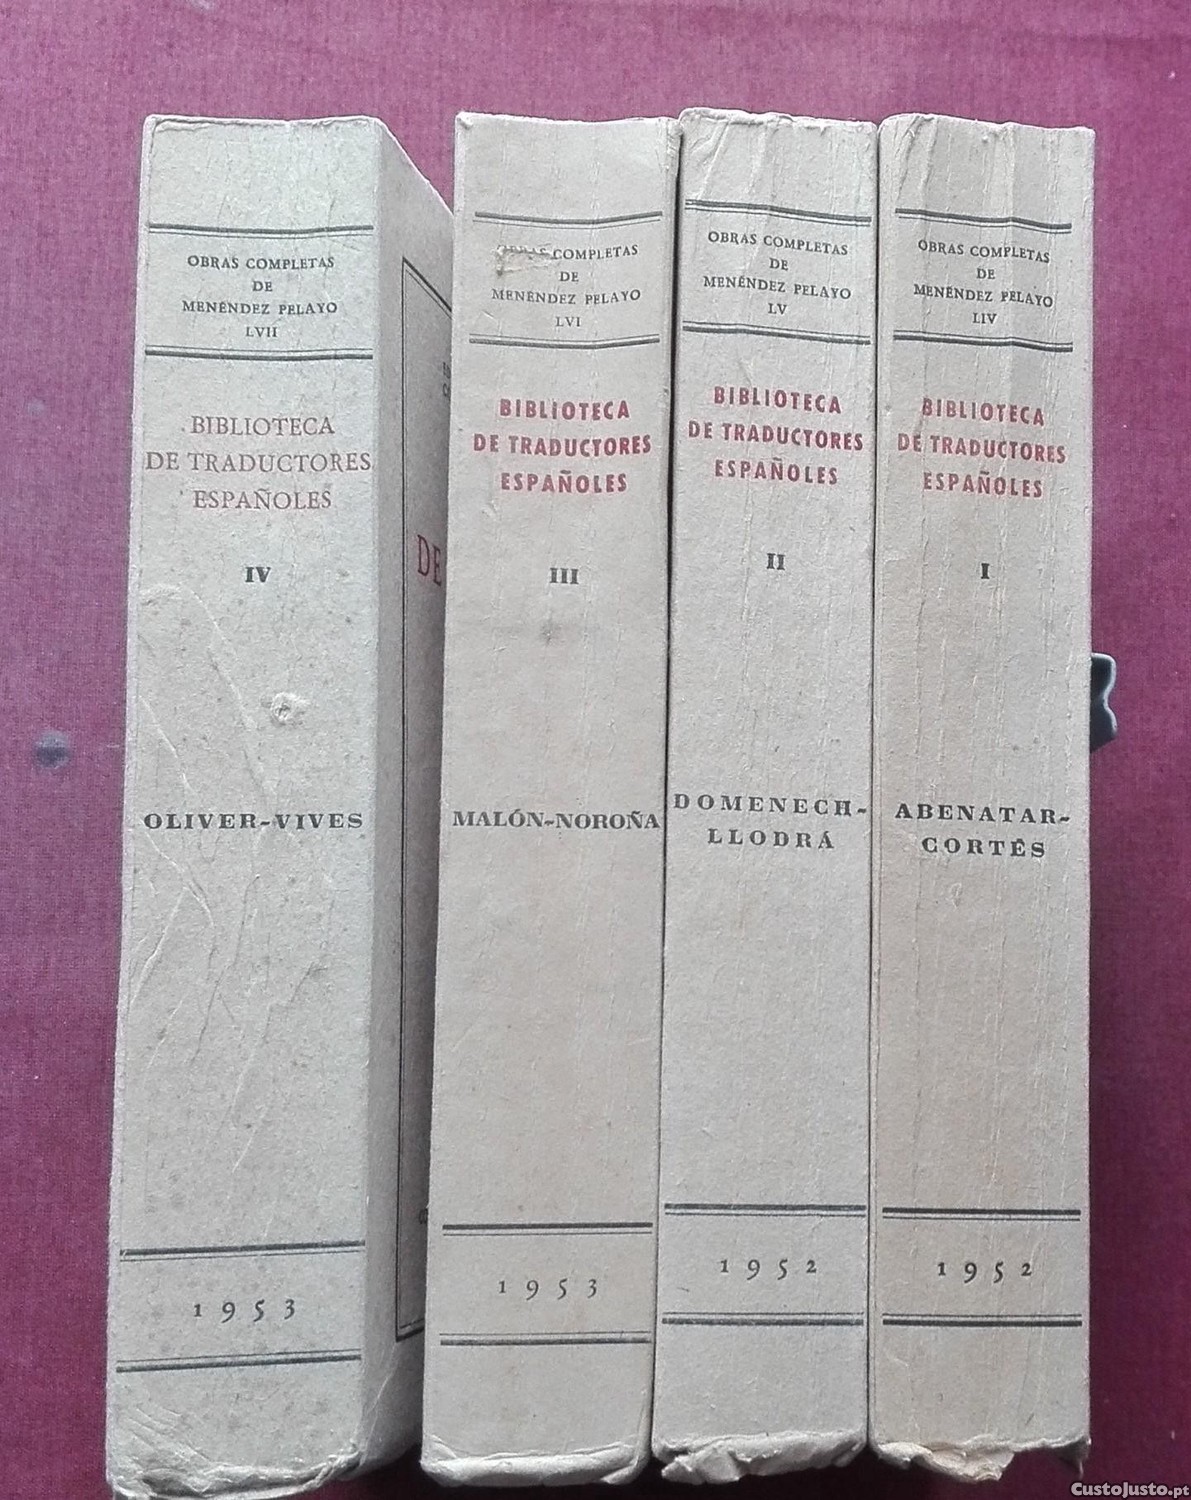 OBRAS COMPLETAS
DE
MENÉNDEZ PELAYO
LVII
BIBLIOTECA
DE TRADUCTORES
ESPAÑOLES
IV
OLIVER-VIVES
1953
DE
OBRAS COMPLETAS
DE
MENÉNDEZ PELAYO
LVI
BIBLIOTECA
DE TRADUCTORES
ESPAÑOLES
III
MALÓN-NOROÑA
1953
OBRAS COMPLETAS
DE
MENÉNDEZ PELAYO
LV
BIBLIOTECA
DE TRADUCTORES
ESPAÑOLES
II
DOMENECH-
LLODRÁ
1952
OBRAS COMPLETAS
DE
MENÉNDEZ PELAYO
LIV
BIBLIOTECA
DE TRADUCTORES
ESPAÑOLES
I
ABENATAR-
CORTÉS
1952
CustoJusto.pt